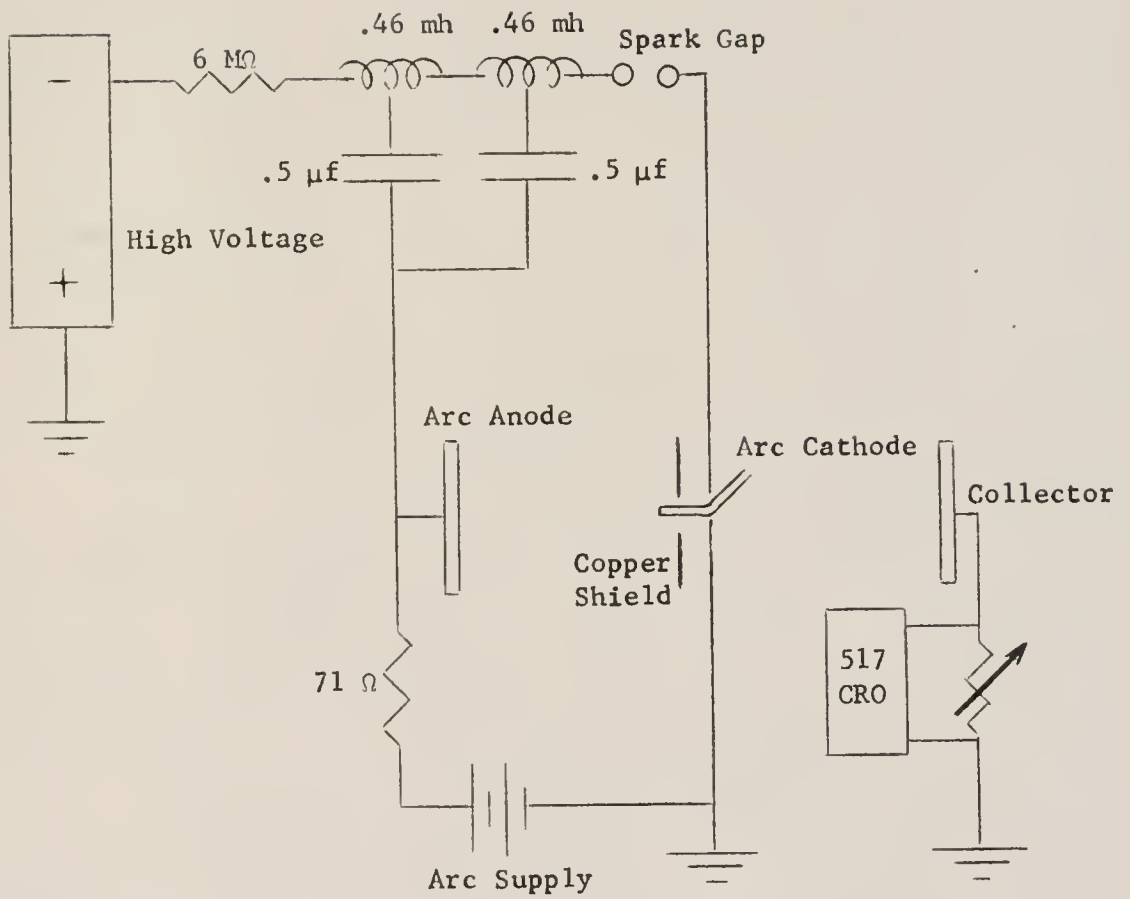 .46 mh
.46 mh
Spark Gap
6 MΩ
−
.5 μf
.5 μf
High Voltage
+
Arc Anode
Arc Cathode
Collector
Copper
Shield
517
CRO
71 Ω
Arc Supply